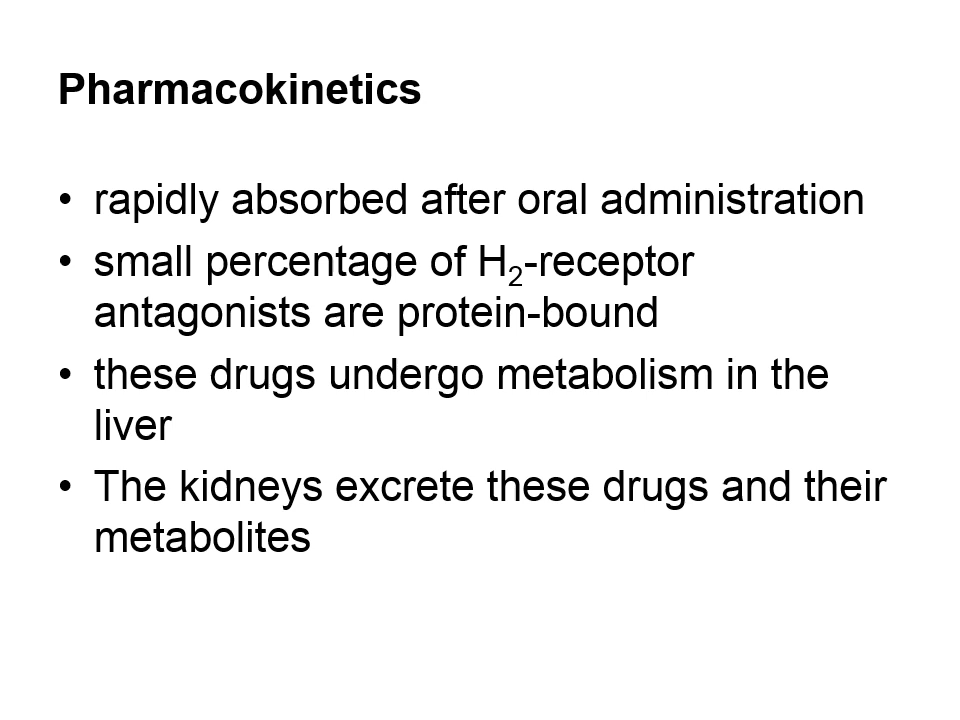 Pharmacokinetics
• rapidly absorbed after oral administration
• small percentage of H₂-receptor
antagonists are protein-bound
• these drugs undergo metabolism in the
liver
• The kidneys excrete these drugs and their
metabolites